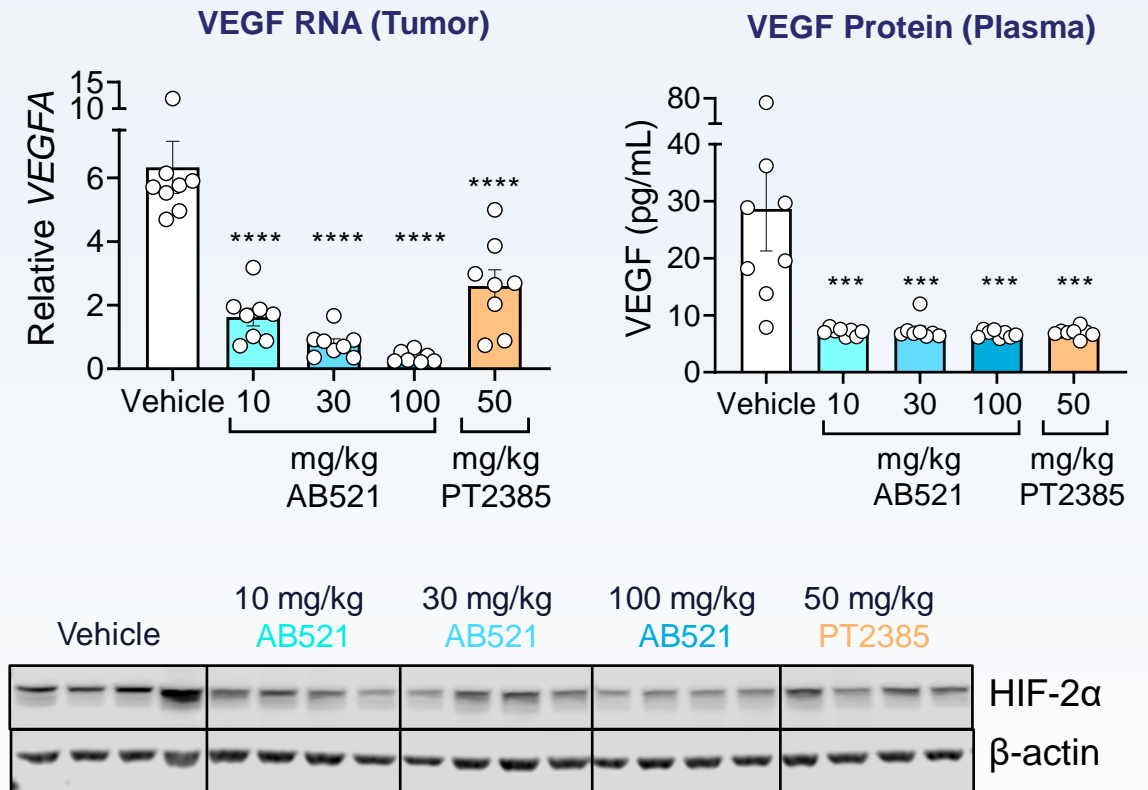 VEGF RNA (Tumor)
Relative VEGFA
15
10
6
4
2
0
**** **** **** ****
Vehicle 10 30 100 50
mg/kg mg/kg
AB521 PT2385
VEGF Protein (Plasma)
VEGF (pg/mL)
80
40
30
20
10
0
*** *** *** ***
Vehicle 10 30 100 50
mg/kg mg/kg
AB521 PT2385
Vehicle
10 mg/kg
AB521
30 mg/kg
AB521
100 mg/kg
AB521
50 mg/kg
PT2385
HIF-2α
β-actin